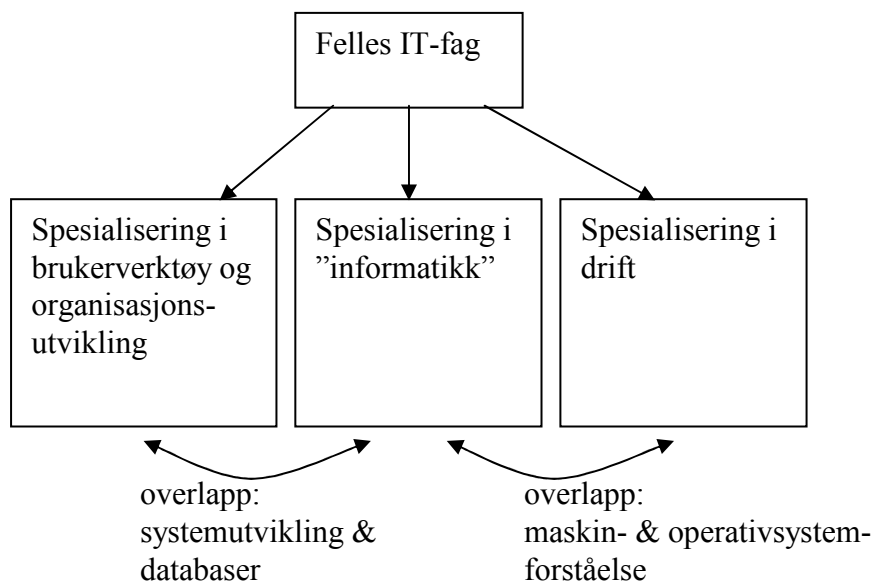 Felles IT-fag
Spesialisering i
brukerverktøy og
organisasjons-
utvikling
Spesialisering i
”informatikk”
Spesialisering i
drift
overlapp:
systemutvikling &
databaser
overlapp:
maskin- & operativsystem-
forståelse